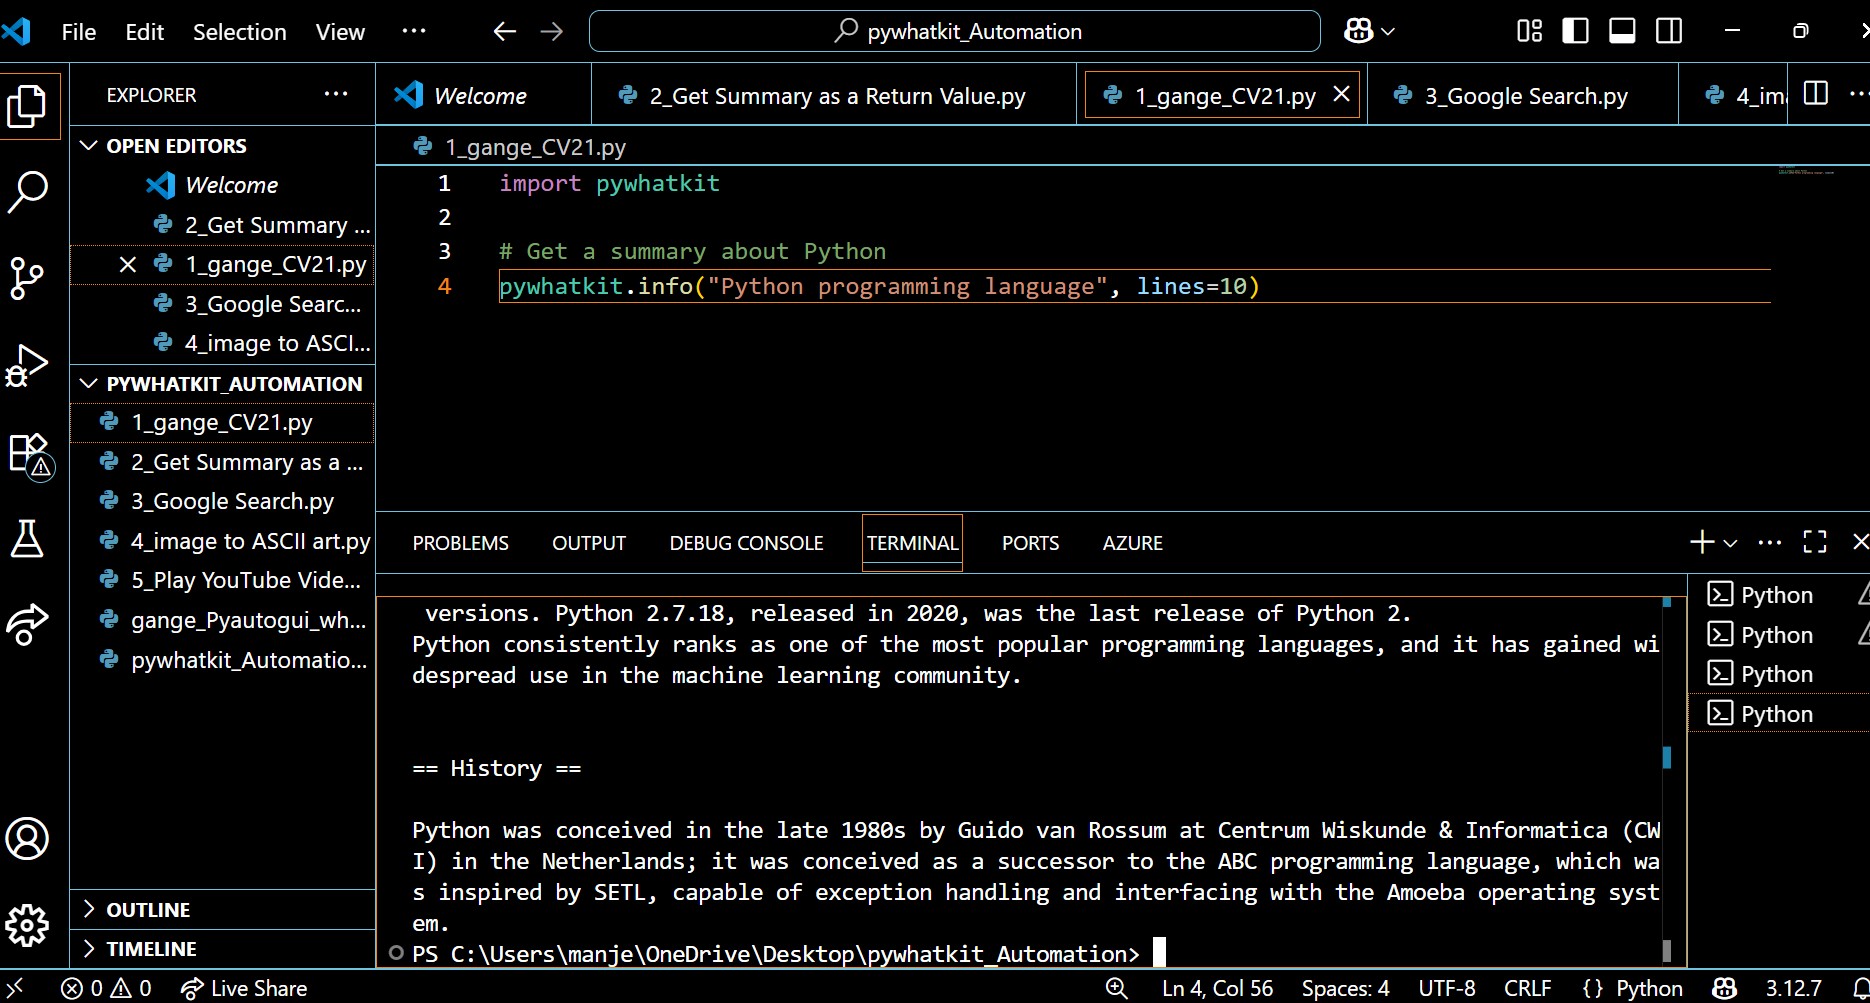 File Edit Selection View ··· pywhatkit_Automation
EXPLORER ···
OPEN EDITORS
Welcome
2_Get Summary ...
1_gange_CV21.py
3_Google Searc...
4_image to ASCI...
PYWHATKIT_AUTOMATION
1_gange_CV21.py
2_Get Summary as a ...
3_Google Search.py
4_image to ASCII art.py
5_Play YouTube Vide...
gange_Pyautogui_wh...
pywhatkit_Automatio...
OUTLINE
TIMELINE
Welcome 2_Get Summary as a Return Value.py 1_gange_CV21.py 3_Google Search.py 4_im
1_gange_CV21.py
1 import pywhatkit
2
3 # Get a summary about Python
4 pywhatkit.info("Python programming language", lines=10)
PROBLEMS OUTPUT DEBUG CONSOLE TERMINAL PORTS AZURE
versions. Python 2.7.18, released in 2020, was the last release of Python 2.
Python consistently ranks as one of the most popular programming languages, and it has gained wi
despread use in the machine learning community.
== History ==
Python was conceived in the late 1980s by Guido van Rossum at Centrum Wiskunde & Informatica (CW
I) in the Netherlands; it was conceived as a successor to the ABC programming language, which wa
s inspired by SETL, capable of exception handling and interfacing with the Amoeba operating syst
em.
PS C:\Users\manje\OneDrive\Desktop\pywhatkit_Automation>
Python
Python
Python
Python
0 0 Live Share Ln 4, Col 56 Spaces: 4 UTF-8 CRLF {} Python 3.12.7